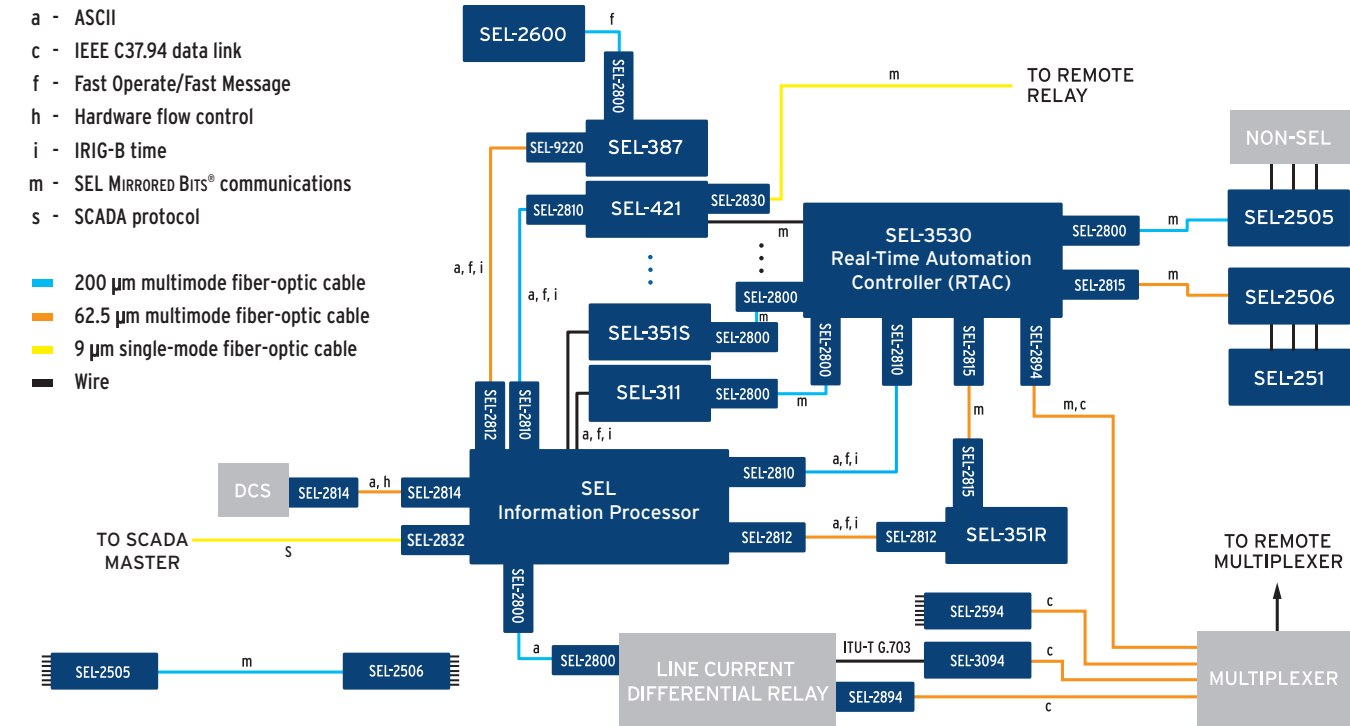 a - ASCII
c - IEEE C37.94 data link
f - Fast Operate/Fast Message
h - Hardware flow control
i - IRIG-B time
m - SEL MIRRORED BITS® communications
s - SCADA protocol
200 µm multimode fiber-optic cable
62.5 µm multimode fiber-optic cable
9 µm single-mode fiber-optic cable
Wire
SEL-2600
f
SEL-2800
m
TO REMOTE
RELAY
SEL-9220
SEL-387
NON-SEL
SEL-2810
SEL-421
SEL-2830
m
SEL-3530
Real-Time Automation
Controller (RTAC)
SEL-2800
m
SEL-2505
a, f, i
a, f, i
SEL-2800
m
SEL-2815
m
SEL-2506
SEL-351S
SEL-2800
SEL-2800
SEL-2810
SEL-2815
SEL-2894
SEL-251
SEL-311
SEL-2800
m
m
m, c
SEL-2812
SEL-2810
a, f, i
SEL
Information Processor
SEL-2810
a, f, i
SEL-2815
DCS
SEL-2814
a, h
SEL-2814
TO SCADA
MASTER
s
SEL-2832
SEL-2812
a, f, i
SEL-2812
SEL-351R
TO REMOTE
MULTIPLEXER
SEL-2800
SEL-2594
c
SEL-2505
m
SEL-2506
a
SEL-2800
LINE CURRENT
DIFFERENTIAL RELAY
ITU-T G.703
SEL-3094
c
SEL-2894
c
MULTIPLEXER